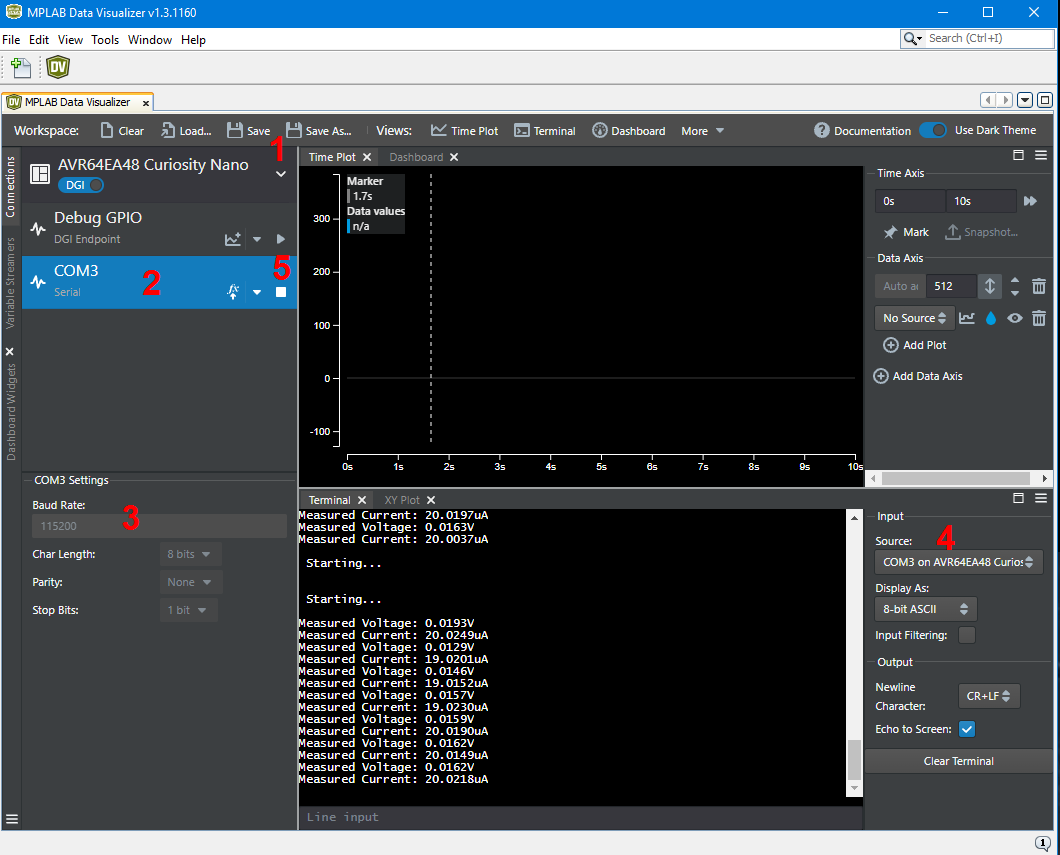 MPLAB Data Visualizer v1.3.1160
File Edit View Tools Window Help
Search (Ctrl+I)
DV
DV MPLAB Data Visualizer x
Workspace: Clear Load... Save Save As... Views: Time Plot Terminal Dashboard More Documentation Use Dark Theme
1
Connections
Variable Streamers
Dashboard Widgets
AVR64EA48 Curiosity Nano
DGI
Debug GPIO
DGI Endpoint
COM3
Serial
2
5
fx
COM3 Settings
Baud Rate:
115200
3
Char Length: 8 bits
Parity: None
Stop Bits: 1 bit
Time Plot Dashboard
Marker
1.7s
Data values
n/a
300
200
100
0
-100
0s 1s 2s 3s 4s 5s 6s 7s 8s 9s 10s
Time Axis
0s 10s
Mark Snapshot...
Data Axis
Auto ac 512
No Source
Add Plot
Add Data Axis
Terminal XY Plot
Measured Current: 20.0197uA
Measured Voltage: 0.0163V
Measured Current: 20.0037uA
Starting...
Starting...
Measured Voltage: 0.0193V
Measured Current: 20.0249uA
Measured Voltage: 0.0129V
Measured Current: 19.0201uA
Measured Voltage: 0.0146V
Measured Current: 19.0152uA
Measured Voltage: 0.0157V
Measured Current: 19.0230uA
Measured Voltage: 0.0159V
Measured Current: 20.0190uA
Measured Voltage: 0.0162V
Measured Current: 20.0149uA
Measured Voltage: 0.0162V
Measured Current: 20.0218uA
Line input
Input
4
Source:
COM3 on AVR64EA48 Curios
Display As:
8-bit ASCII
Input Filtering:
Output
Newline
Character:
CR+LF
Echo to Screen:
Clear Terminal
1